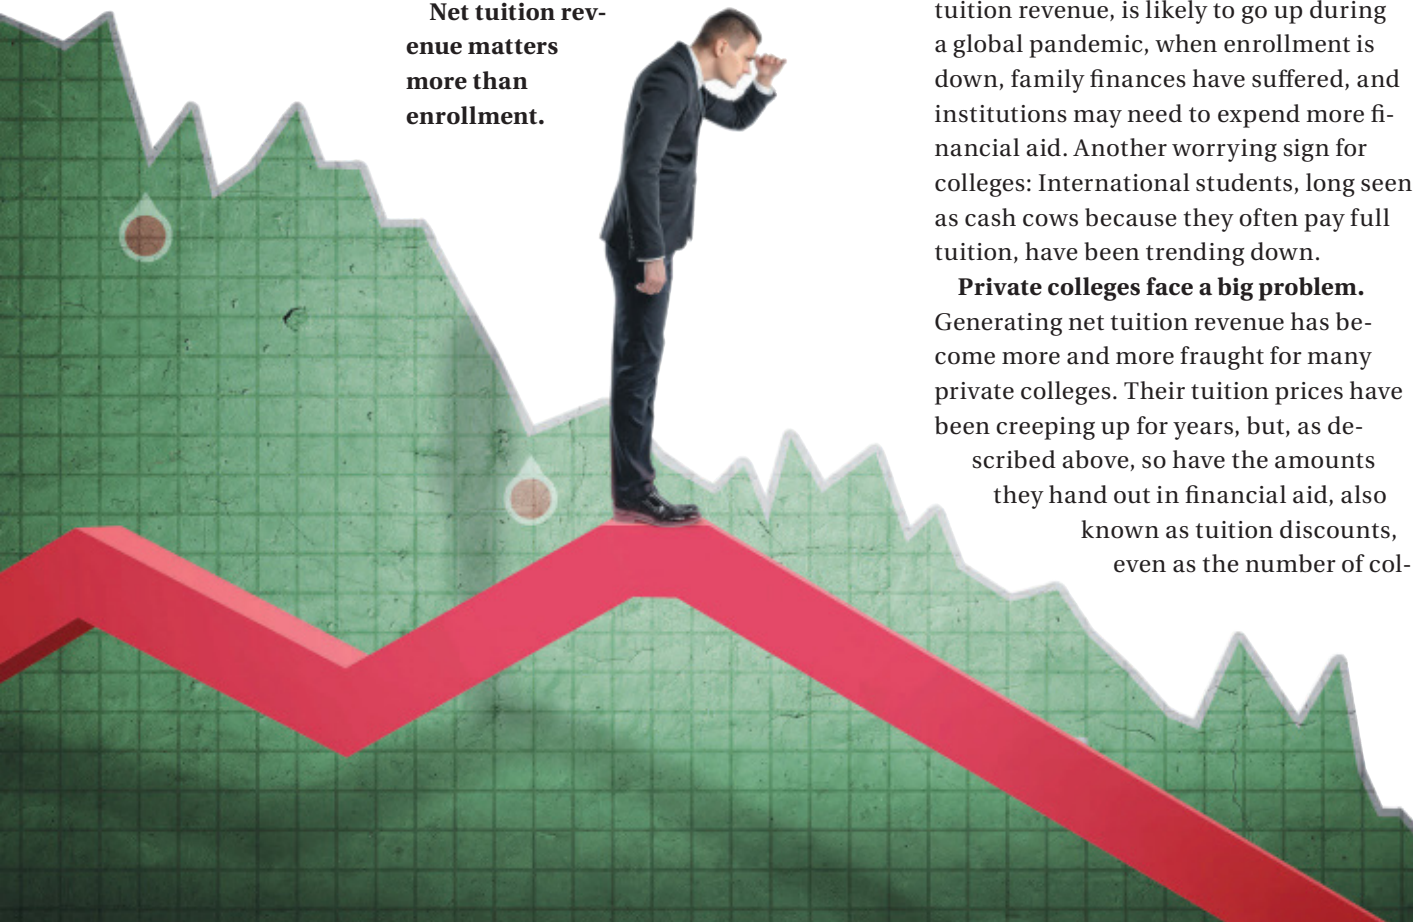 Net tuition rev-
enue matters
more than
enrollment.
tuition revenue, is likely to go up during
a global pandemic, when enrollment is
down, family finances have suffered, and
institutions may need to expend more fi-
nancial aid. Another worrying sign for
colleges: International students, long seen
as cash cows because they often pay full
tuition, have been trending down.
Private colleges face a big problem.
Generating net tuition revenue has be-
come more and more fraught for many
private colleges. Their tuition prices have
been creeping up for years, but, as de-
scribed above, so have the amounts
they hand out in financial aid, also
known as tuition discounts,
even as the number of col-